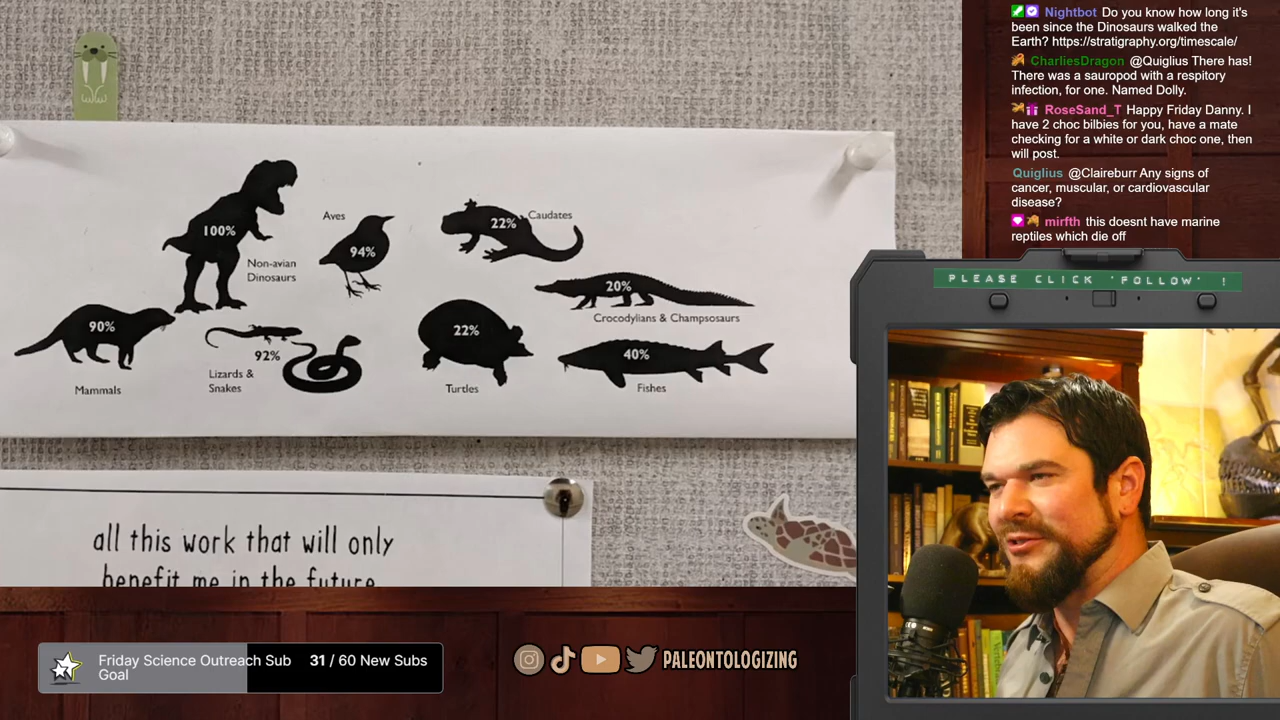 100%
Non-avian
Dinosaurs
Aves
94%
22%
Caudates
20%
Crocodylians & Champsosaurs
90%
Mammals
92%
Lizards &
Snakes
22%
Turtles
40%
Fishes
all this work that will only
benefit me in the future
Nightbot Do you know how long it's
been since the Dinosaurs walked the
Earth? https://stratigraphy.org/timescale/
CharliesDragon @Quiglius There has!
There was a sauropod with a respitory
infection, for one. Named Dolly.
RoseSand_T Happy Friday Danny. I
have 2 choc bilbies for you, have a mate
checking for a white or dark choc one, then
will post.
Quiglius @Claireburr Any signs of
cancer, muscular, or cardiovascular
disease?
mirfth this doesnt have marine
reptiles which die off
PLEASE CLICK 'FOLLOW' !
Friday Science Outreach Sub
Goal
31 / 60 New Subs
PALEONTOLOGIZING